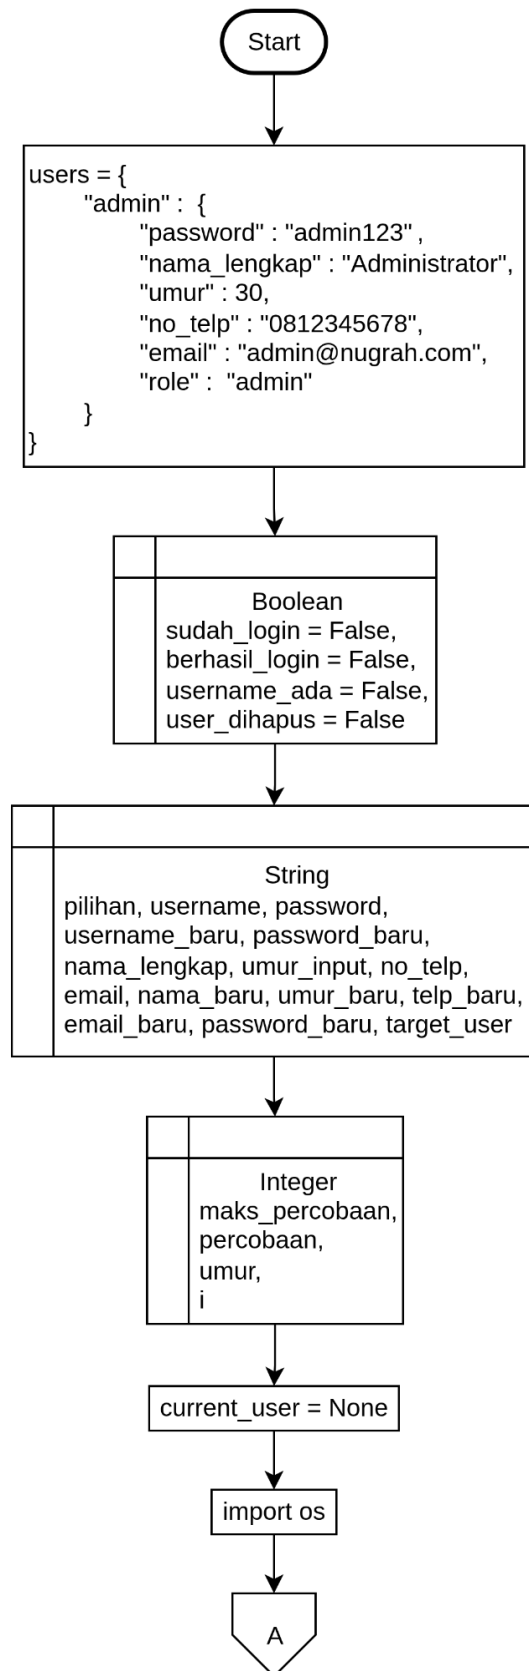 Start
users = {
"admin" : {
"password" : "admin123" ,
"nama_lengkap" : "Administrator",
"umur" : 30,
"no_telp" : "0812345678",
"email" : "admin@nugrah.com",
"role" : "admin"
}
}
Boolean
sudah_login = False,
berhasil_login = False,
username_ada = False,
user_dihapus = False
String
pilihan, username, password,
username_baru, password_baru,
nama_lengkap, umur_input, no_telp,
email, nama_baru, umur_baru, telp_baru,
email_baru, password_baru, target_user
Integer
maks_percobaan,
percobaan,
umur,
i
current_user = None
import os
A